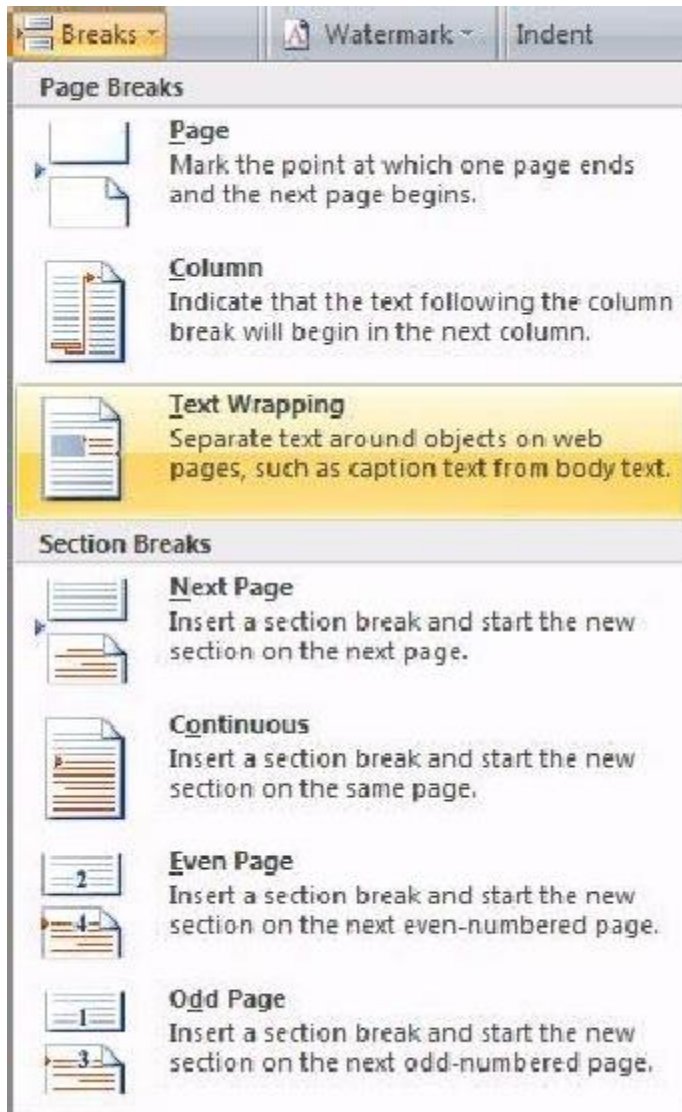 Breaks Watermark Indent
Page Breaks
Page
Mark the point at which one page ends
and the next page begins.
Column
Indicate that the text following the column
break will begin in the next column.
Text Wrapping
Separate text around objects on web
pages, such as caption text from body text.
Section Breaks
Next Page
Insert a section break and start the new
section on the next page.
Continuous
Insert a section break and start the new
section on the same page.
2
Even Page
Insert a section break and start the new
4
section on the next even-numbered page.
1
Odd Page
Insert a section break and start the new
3
section on the next odd-numbered page.